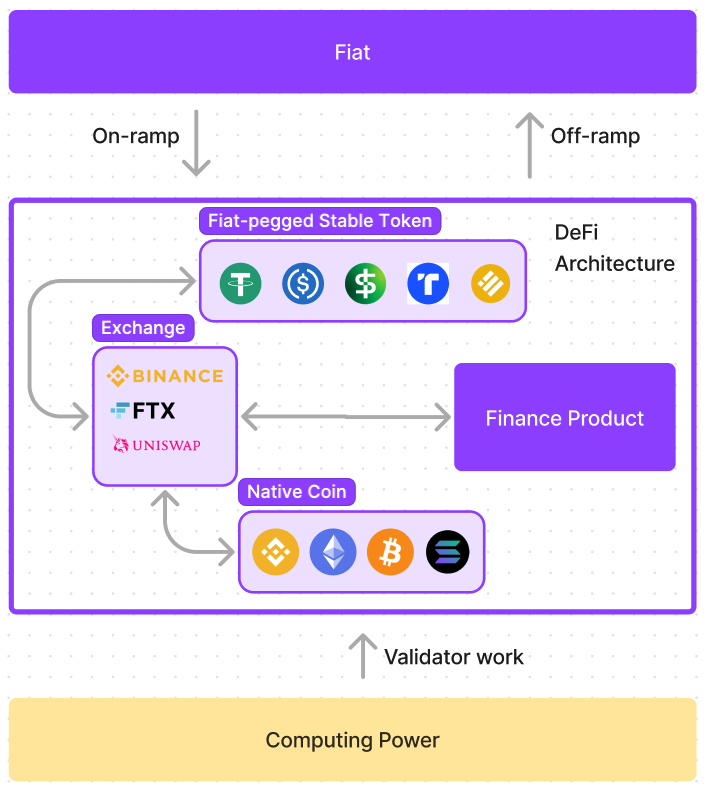 Fiat
On-ramp
Off-ramp
Fiat-pegged Stable Token
DeFi
Architecture
Exchange
BINANCE
FTX
UNISWAP
Finance Product
Native Coin
Validator work
Computing Power